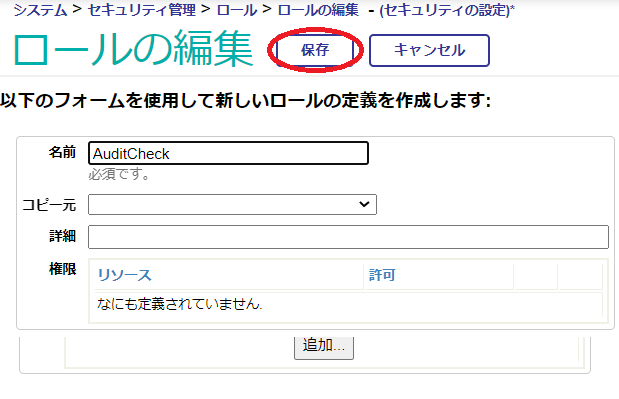 システム > セキュリティ管理 > ロール > ロールの編集 - (セキュリティの設定)*
ロールの編集 保存 キャンセル
以下のフォームを使用して新しいロールの定義を作成します:
名前 AuditCheck
必須です。
コピー元
詳細
権限 リソース 許可
なにも定義されていません.
追加...